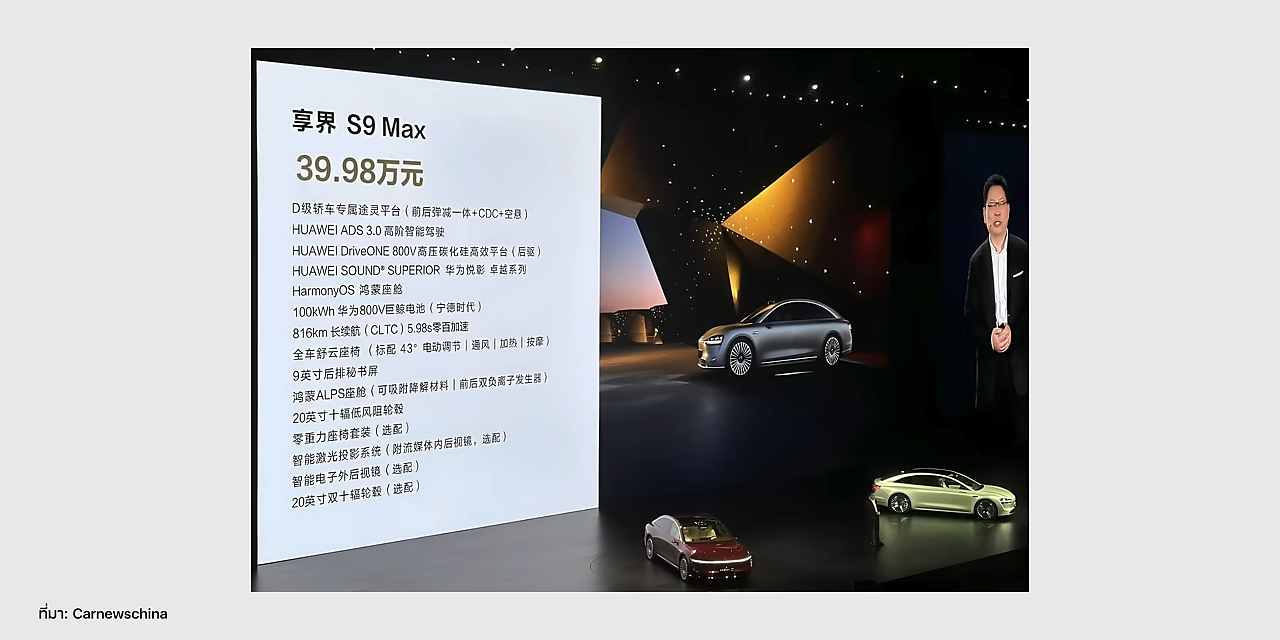 享界 S9 Max
39.98万元
D级轿车专属途灵平台（前后弹减一体+CDC+空悬）
HUAWEI ADS 3.0 高阶智能驾驶
HUAWEI DriveONE 800V高压碳化硅高效平台（后驱）
HUAWEI SOUND® SUPERIOR 华为悦彰 卓越系列
HarmonyOS 鸿蒙座舱
100kWh 华为800V巨鲸电池（宁德时代）
816km 长续航（CLTC）5.98s零百加速
全车舒云座椅 （标配 43° 电动调节｜通风｜加热｜按摩）
9英寸后排秘书屏
鸿蒙ALPS座舱（可吸附降解材料｜前后双负离子发生器）
20英寸十辐低风阻轮毂
零重力座椅套装（选配）
智能激光投影系统（附流媒体内后视镜，选配）
智能电子外后视镜（选配）
20英寸双十辐轮毂（选配）
ที่มา: Carnewschina